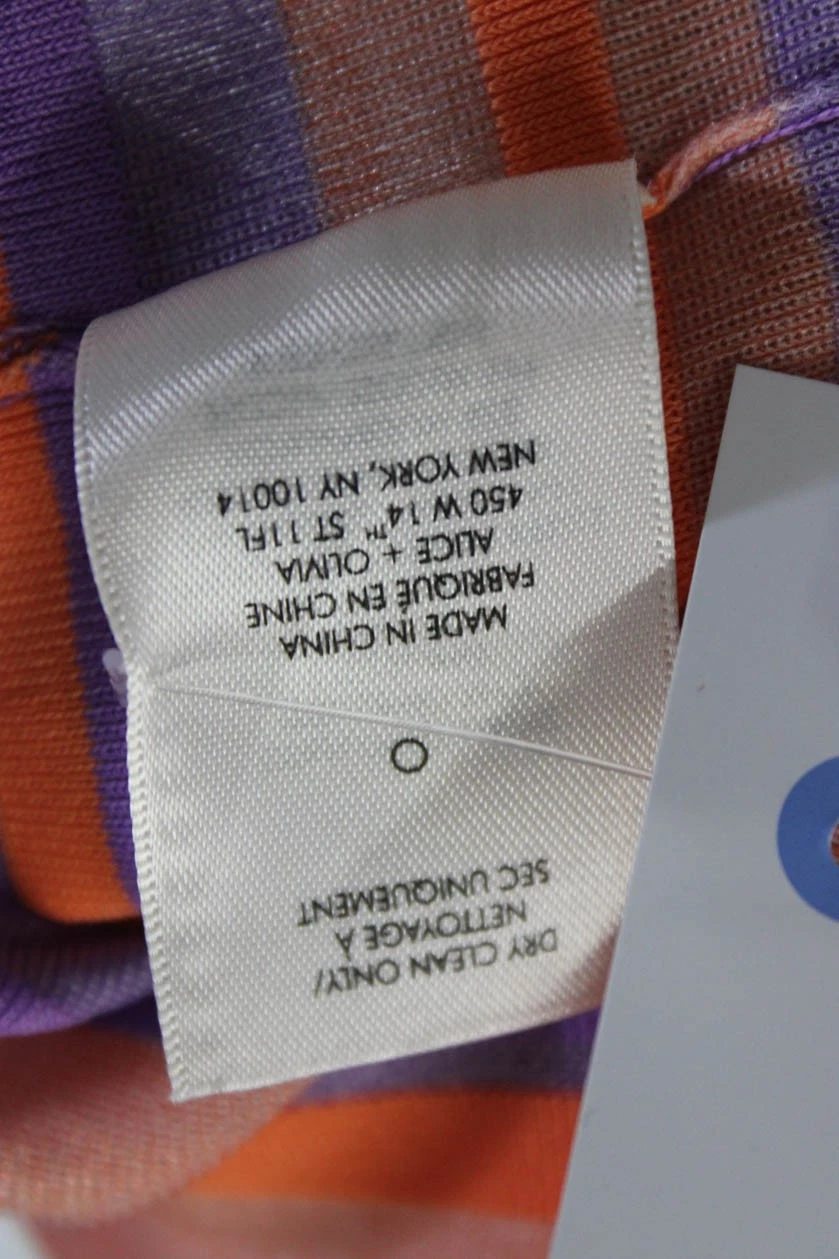 DRY CLEAN ONLY/
NETTOYAGE À
SEC UNIQUEMENT
MADE IN CHINA
FABRIQUÉ EN CHINE
ALICE + OLIVIA
450 W 14™ ST 11FL
NEW YORK, NY 10014